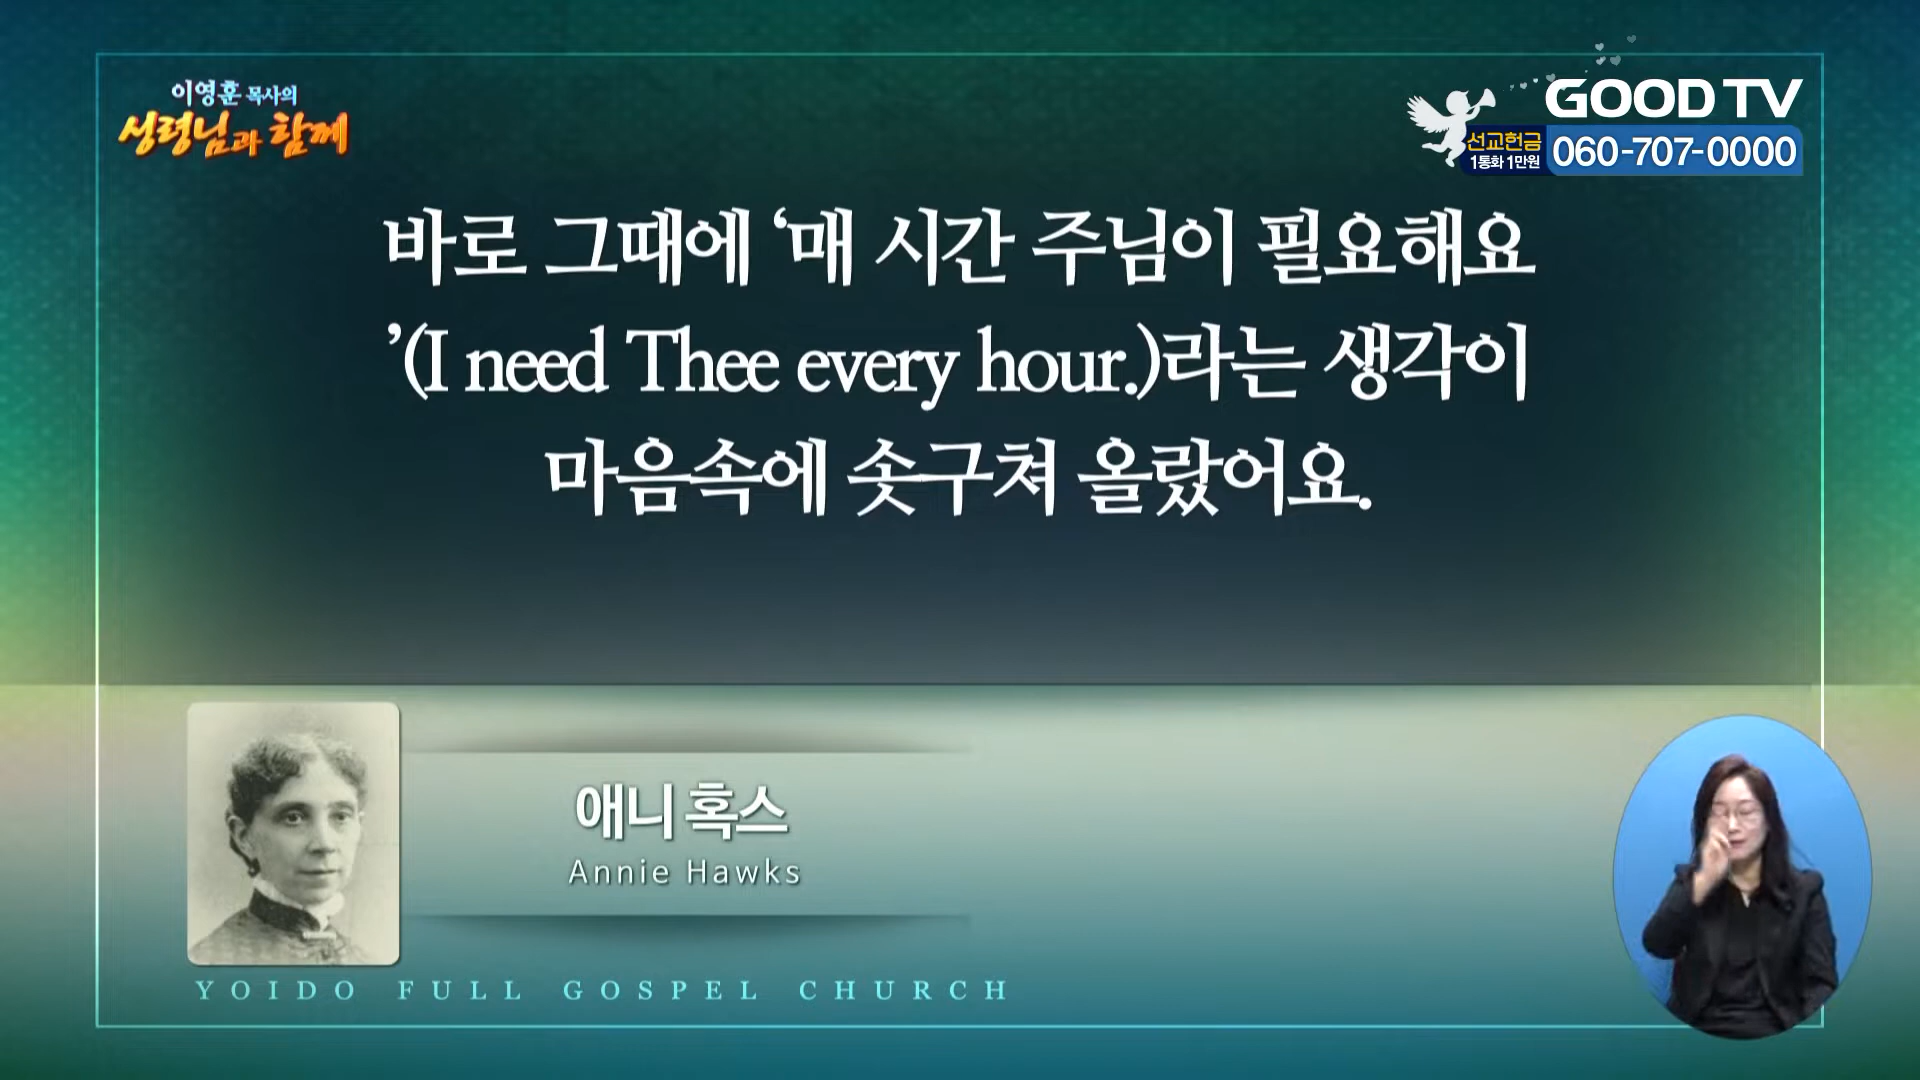 이영훈 목사의
성령님과 함께
GOOD TV
선교헌금
1통화 1만원
060-707-0000
바로 그때에 ‘매 시간 주님이 필요해요
’(I need Thee every hour.)라는 생각이
마음속에 솟구쳐 올랐어요.
애니 혹스
Annie Hawks
YOIDO FULL GOSPEL CHURCH